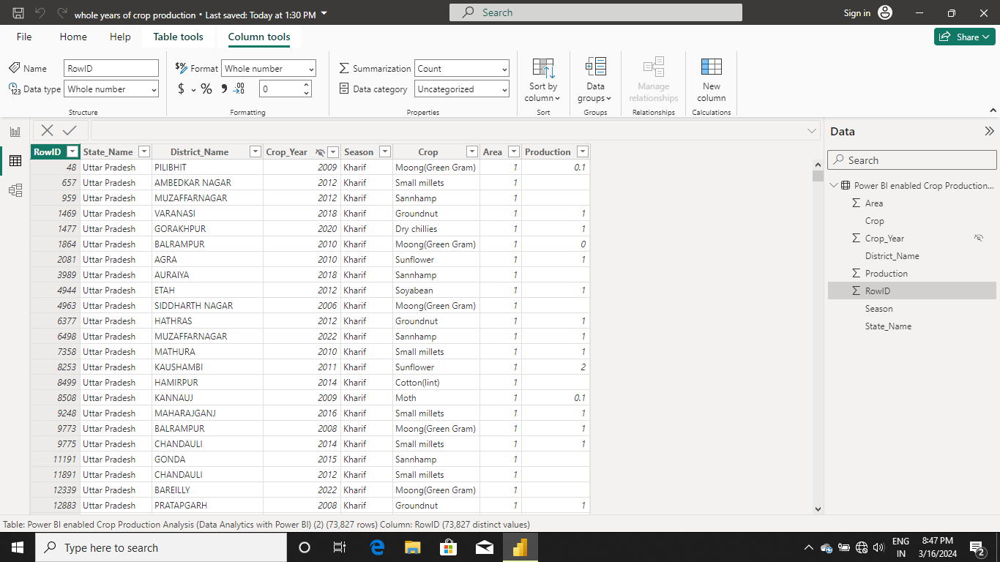 whole years of crop production • Last saved: Today at 1:30 PM
Search
Sign in
File Home Help Table tools Column tools
Share
Name RowID
Format Whole number
Summarization Count
Data type Whole number
$ % 9 .00 0
Data category Uncategorized
Sort by column
Data groups
Manage relationships
New column
Structure Formatting Properties Sort Groups Relationships Calculations
RowID State_Name District_Name Crop_Year Season Crop Area Production
48 Uttar Pradesh PILIBHIT 2009 Kharif Moong(Green Gram) 1 0.1
657 Uttar Pradesh AMBEDKAR NAGAR 2012 Kharif Small millets 1
959 Uttar Pradesh MUZAFFARNAGAR 2012 Kharif Sannhamp 1
1469 Uttar Pradesh VARANASI 2018 Kharif Groundnut 1 1
1477 Uttar Pradesh GORAKHPUR 2020 Kharif Dry chillies 1 1
1864 Uttar Pradesh BALRAMPUR 2010 Kharif Moong(Green Gram) 1 0
2081 Uttar Pradesh AGRA 2010 Kharif Sunflower 1 1
3989 Uttar Pradesh AURAIYA 2018 Kharif Sannhamp 1
4944 Uttar Pradesh ETAH 2012 Kharif Soyabean 1 1
4963 Uttar Pradesh SIDDHARTH NAGAR 2006 Kharif Moong(Green Gram) 1
6377 Uttar Pradesh HATHRAS 2012 Kharif Groundnut 1 1
6498 Uttar Pradesh MUZAFFARNAGAR 2022 Kharif Sannhamp 1 1
7358 Uttar Pradesh MATHURA 2010 Kharif Small millets 1 1
8253 Uttar Pradesh KAUSHAMBI 2011 Kharif Sunflower 1 2
8499 Uttar Pradesh HAMIRPUR 2014 Kharif Cotton(lint) 1
8508 Uttar Pradesh KANNAUJ 2009 Kharif Moth 1 0.1
9248 Uttar Pradesh MAHARAJGANJ 2016 Kharif Small millets 1 1
9773 Uttar Pradesh BALRAMPUR 2008 Kharif Moong(Green Gram) 1 1
9775 Uttar Pradesh CHANDAULI 2014 Kharif Small millets 1 1
11191 Uttar Pradesh GONDA 2015 Kharif Sannhamp 1
11891 Uttar Pradesh CHANDAULI 2012 Kharif Small millets 1
12339 Uttar Pradesh BAREILLY 2022 Kharif Moong(Green Gram) 1
12883 Uttar Pradesh PRATAPGARH 2008 Kharif Groundnut 1 1
Data
Search
Power BI enabled Crop Production...
Area
Crop
Crop_Year
District_Name
Production
RowID
Season
State_Name
Table: Power BI enabled Crop Production Analysis (Data Analytics with Power BI) (2) (73,827 rows) Column: RowID (73,827 distinct values)
Type here to search
ENG
IN
8:47 PM
3/16/2024
2